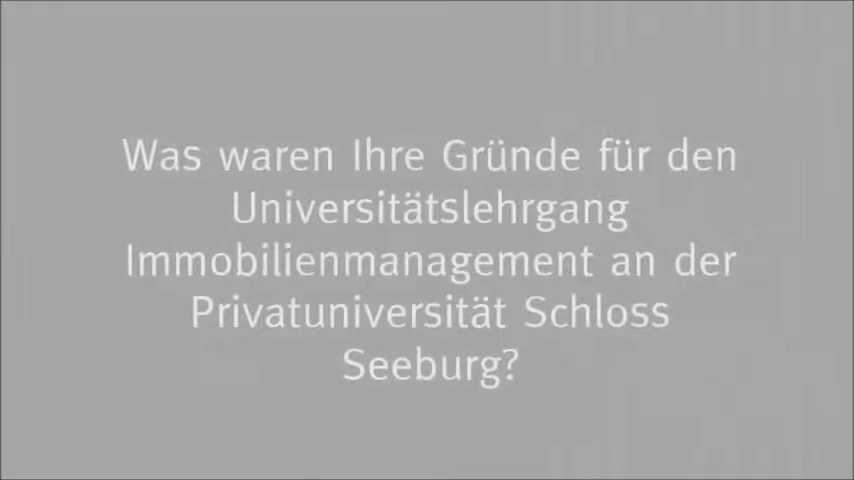 Was waren Ihre Gründe für den
Universitätslehrgang
Immobilienmanagement an der
Privatuniversität Schloss
Seeburg?